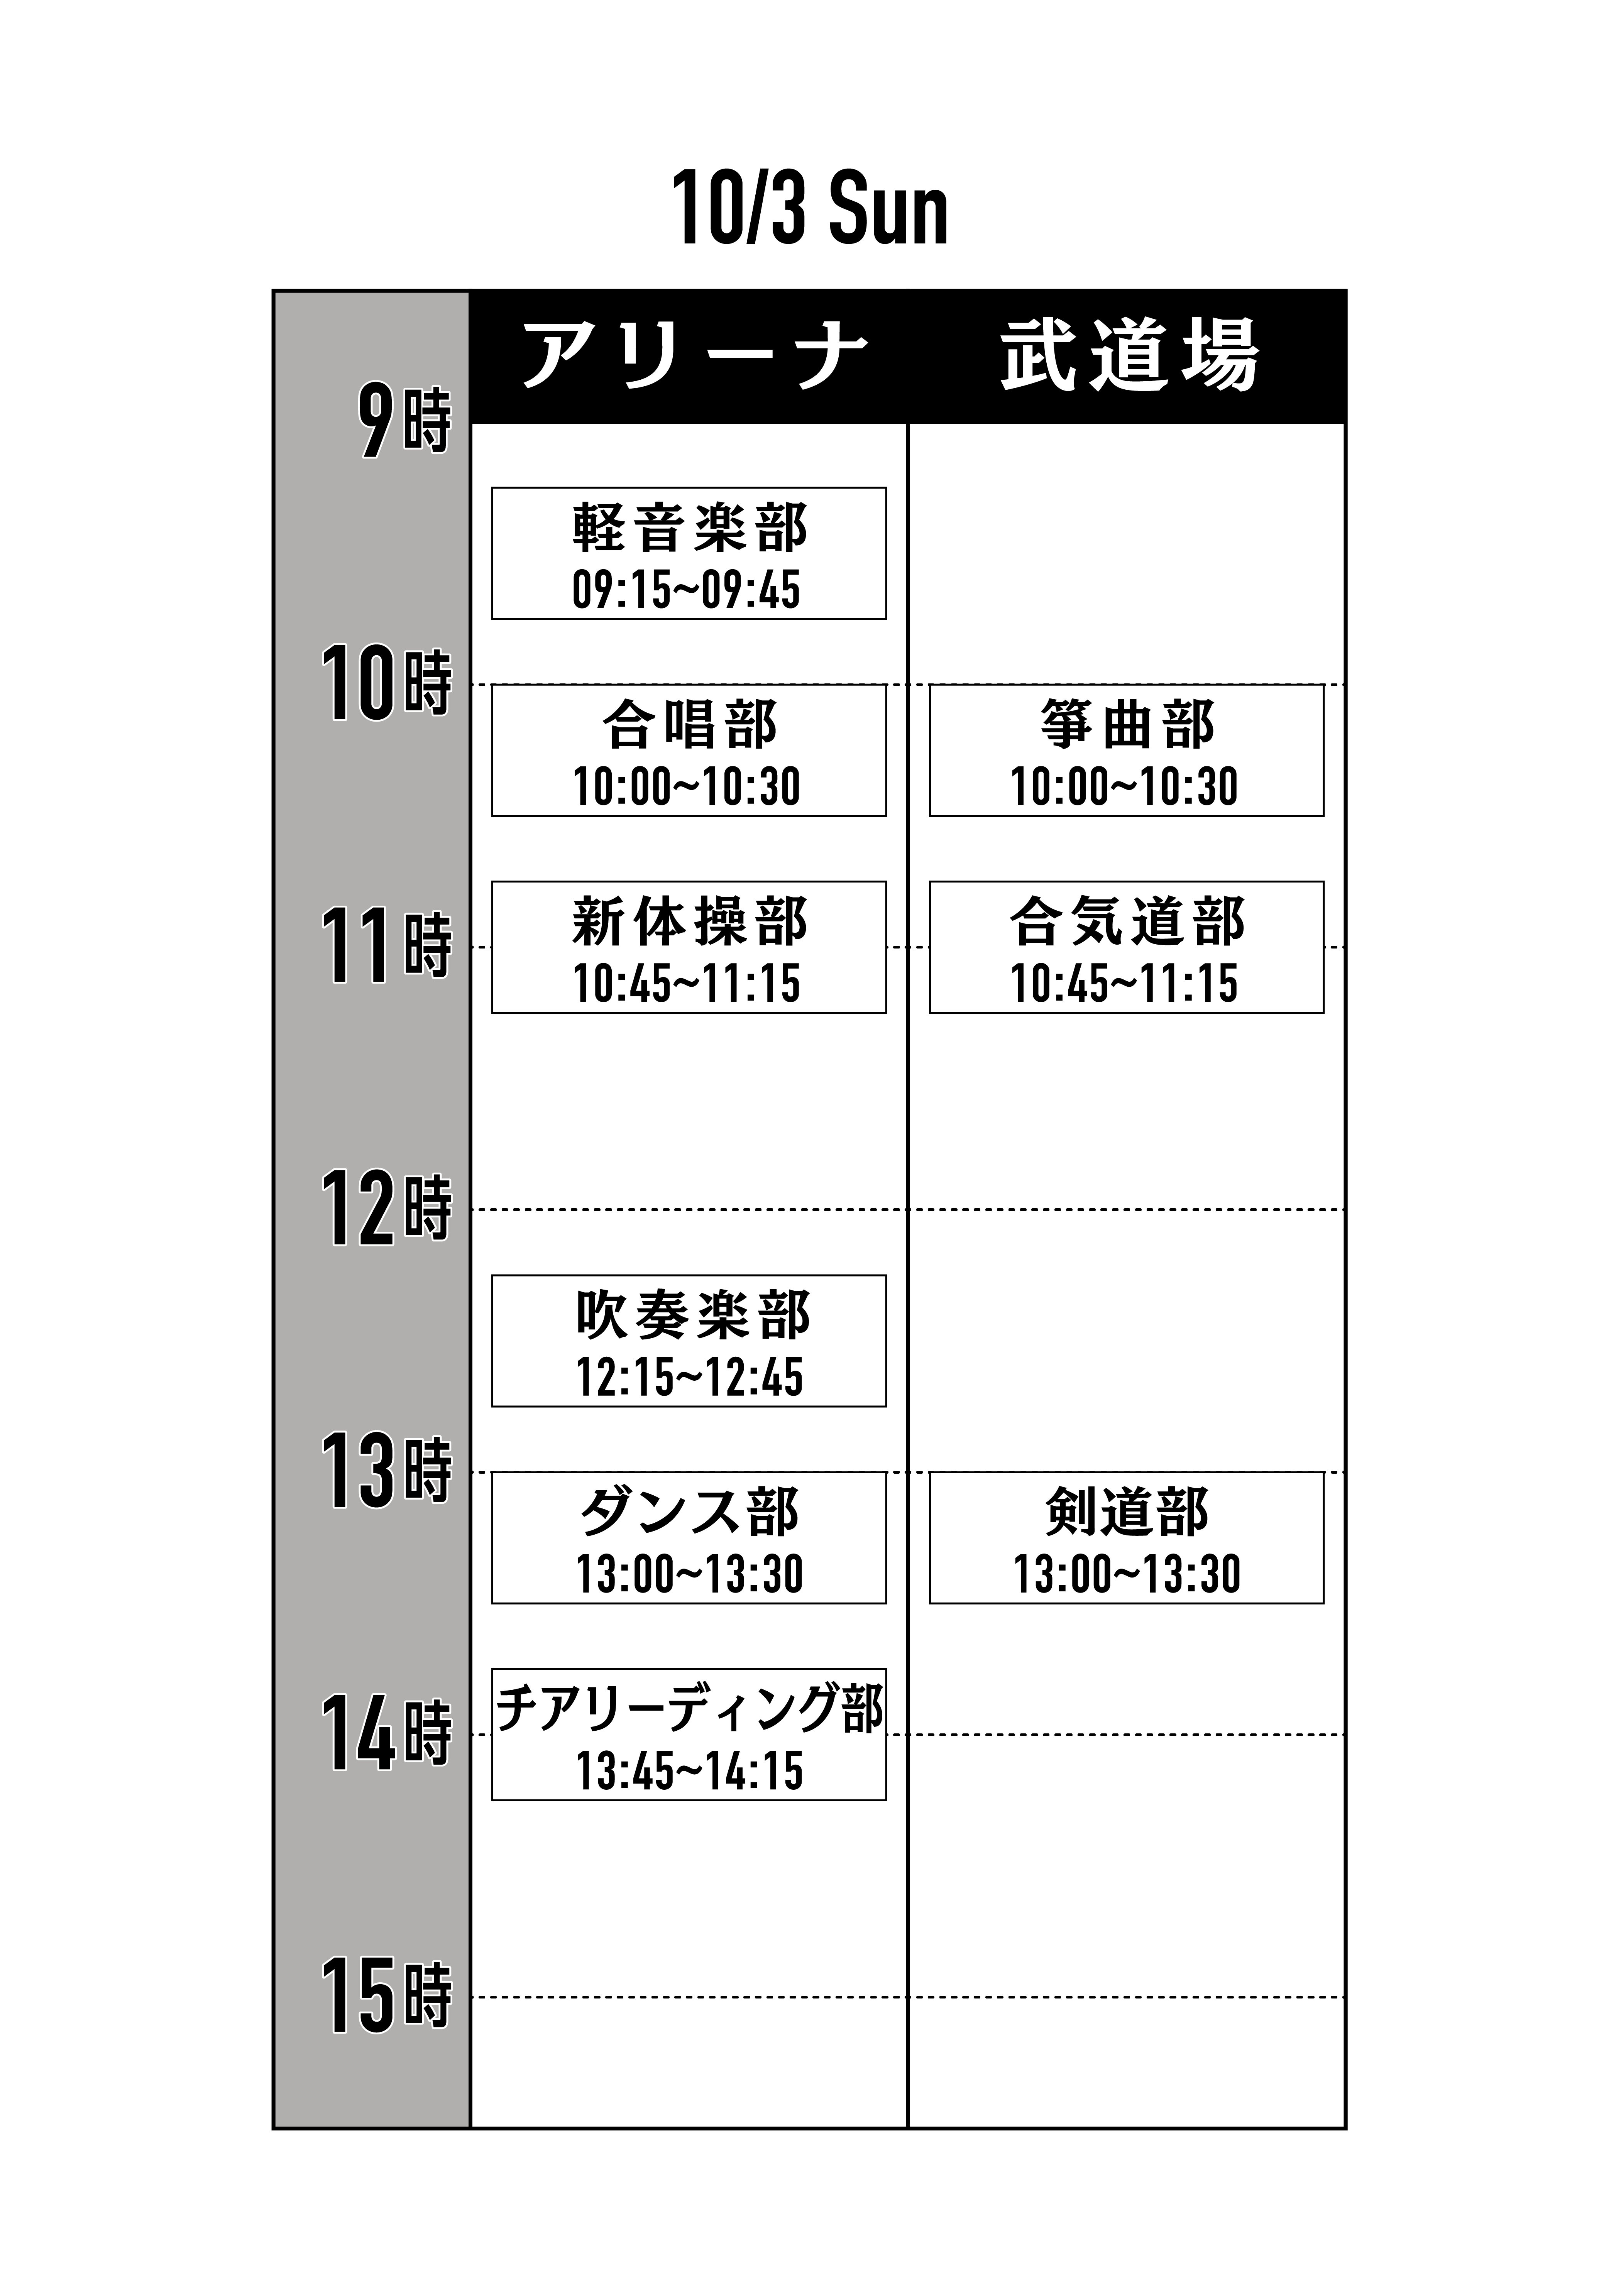 10/3 Sun
アリーナ 武道場
9時
軽音楽部
09:15~09:45
10時
合唱部 箏曲部
10:00~10:30 10:00~10:30
新体操部 合気道部
11時
10:45~11:15 10:45~11:15
12時
吹奏楽部
12:15~12:45
13時
ダンス部 剣道部
13:00~13:30 13:00~13:30
チアリーディング部
14時
13:45~14:15
15時